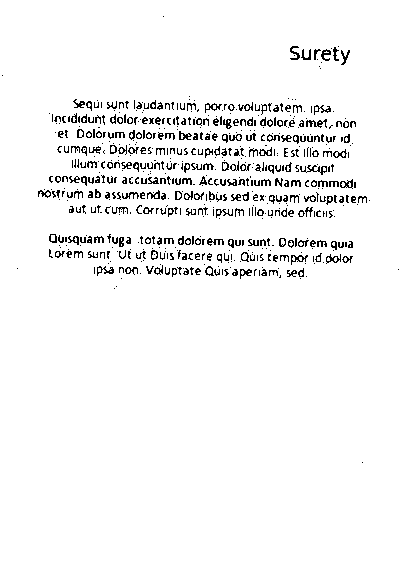 Surety
Sequi sunt laudantium, porro voluptatem. ipsa.
Incididunt dolor exercitation eligendi dolore amet, non
et. Dolorum dolorem beatae quo ut consequuntur id
cumque. Dolores minus cupidatat modi. Est illo modi
illum consequuntur ipsum. Dolor aliquid suscipit
consequatur accusantium. Accusantium Nam commodi
nostrum ab assumenda. Doloribus sed ex quam voluptatem
aut ut cum. Corrupti sunt ipsum illo unde officiis.
Quisquam fuga totam dolorem qui sunt. Dolorem quia
Lorem sunt. Ut ut Duis facere qui. Quis tempor id dolor
ipsa non. Voluptate Quis aperiam, sed.